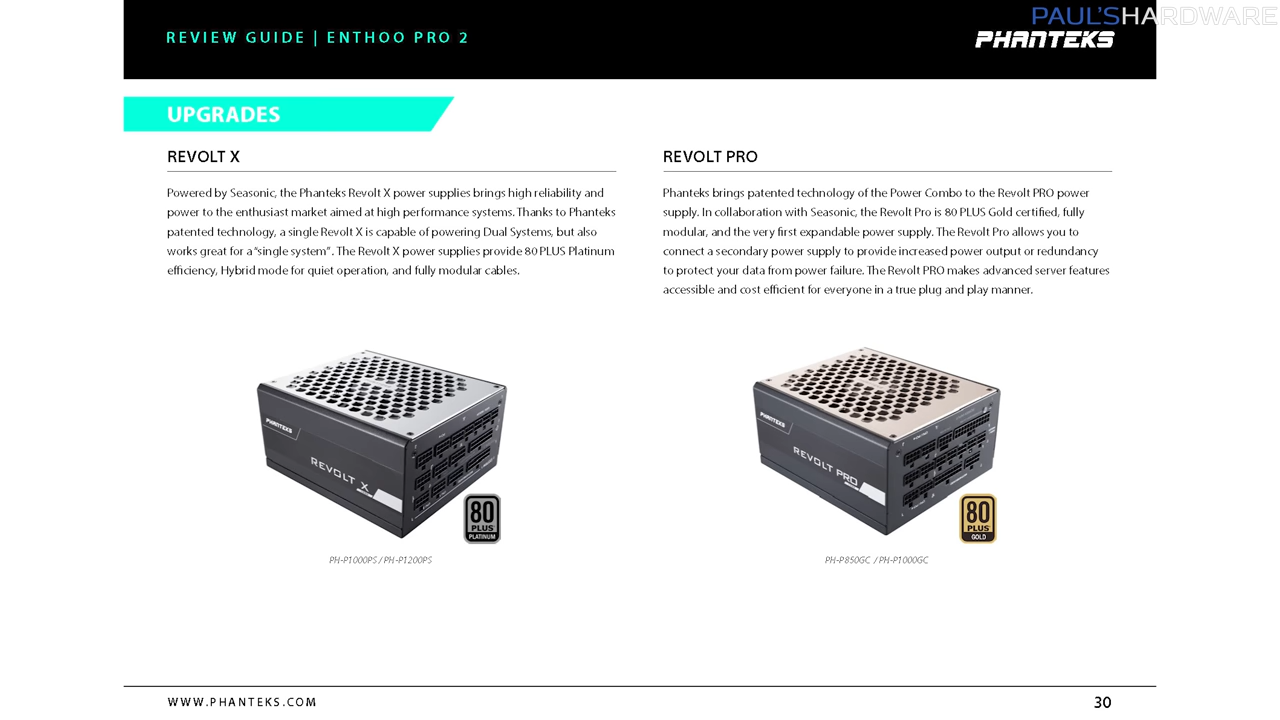 PAUL'SHARDWARE
REVIEW GUIDE | ENTHOO PRO 2
PHANTEKS
UPGRADES
REVOLT X
Powered by Seasonic, the Phanteks Revolt X power supplies brings high reliability and
power to the enthusiast market aimed at high performance systems. Thanks to Phanteks
patented technology, a single Revolt X is capable of powering Dual Systems, but also
works great for a "single system". The Revolt X power supplies provide 80 PLUS Platinum
efficiency, Hybrid mode for quiet operation, and fully modular cables.
PHANTEKS
REVOLT X
80
PLUS
PLATINUM
PH-P1000PS / PH-P1200PS
REVOLT PRO
Phanteks brings patented technology of the Power Combo to the Revolt PRO power
supply. In collaboration with Seasonic, the Revolt Pro is 80 PLUS Gold certified, fully
modular, and the very first expandable power supply. The Revolt Pro allows you to
connect a secondary power supply to provide increased power output or redundancy
to protect your data from power failure. The Revolt PRO makes advanced server features
accessible and cost efficient for everyone in a true plug and play manner.
PHANTEKS
REVOLT PRO
80
PLUS
GOLD
PH-P850GC / PH-P1000GC
WWW.PHANTEKS.COM
30